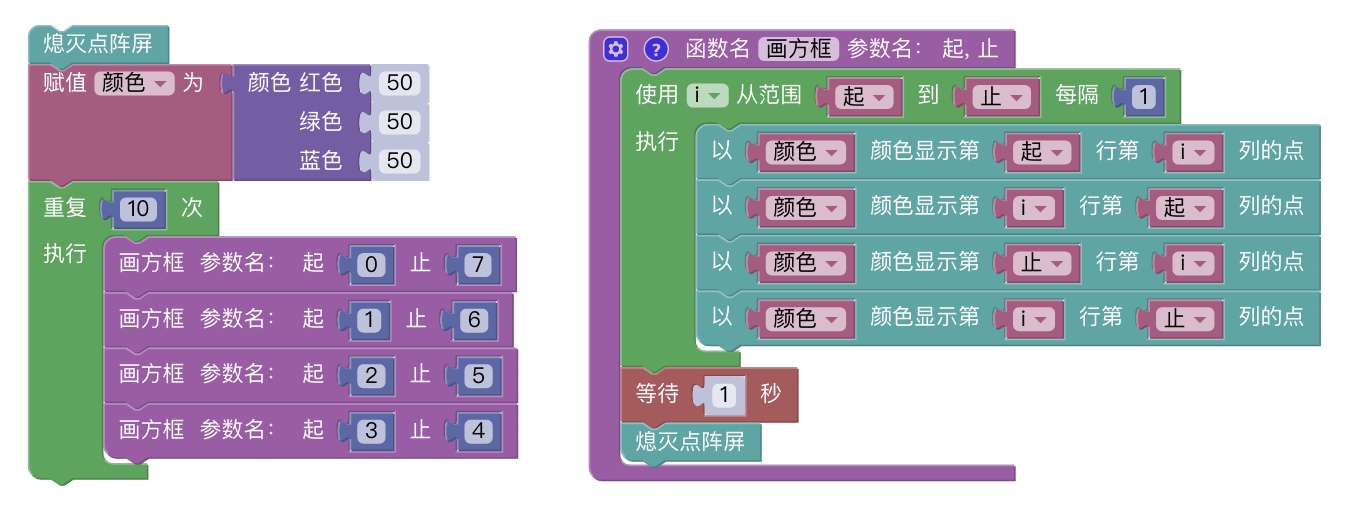 熄灭点阵屏
赋值 颜色 为 颜色 红色 50
绿色 50
蓝色 50
重复 10 次
执行
画方框 参数名： 起 0 止 7
画方框 参数名： 起 1 止 6
画方框 参数名： 起 2 止 5
画方框 参数名： 起 3 止 4
? 函数名 画方框 参数名： 起, 止
使用 i 从范围 起 到 止 每隔 1
执行
以 颜色 颜色显示第 起 行第 i 列的点
以 颜色 颜色显示第 i 行第 起 列的点
以 颜色 颜色显示第 止 行第 i 列的点
以 颜色 颜色显示第 i 行第 止 列的点
等待 1 秒
熄灭点阵屏